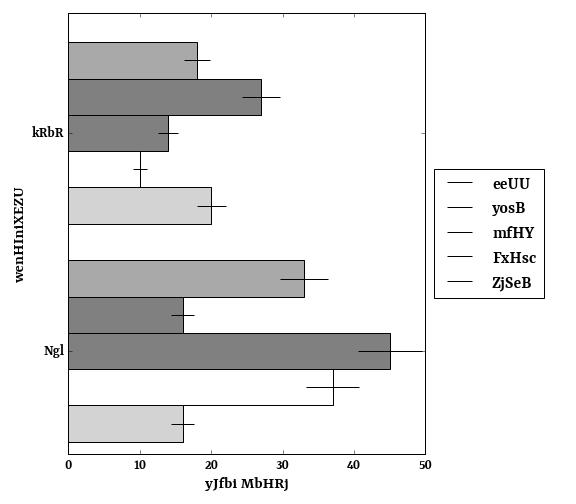 kRbR
Ngl
wenHIniXEZU
0 10 20 30 40 50
yJfbi MbHRj
eeUU
yosB
mfHY
FxHsc
ZjSeB